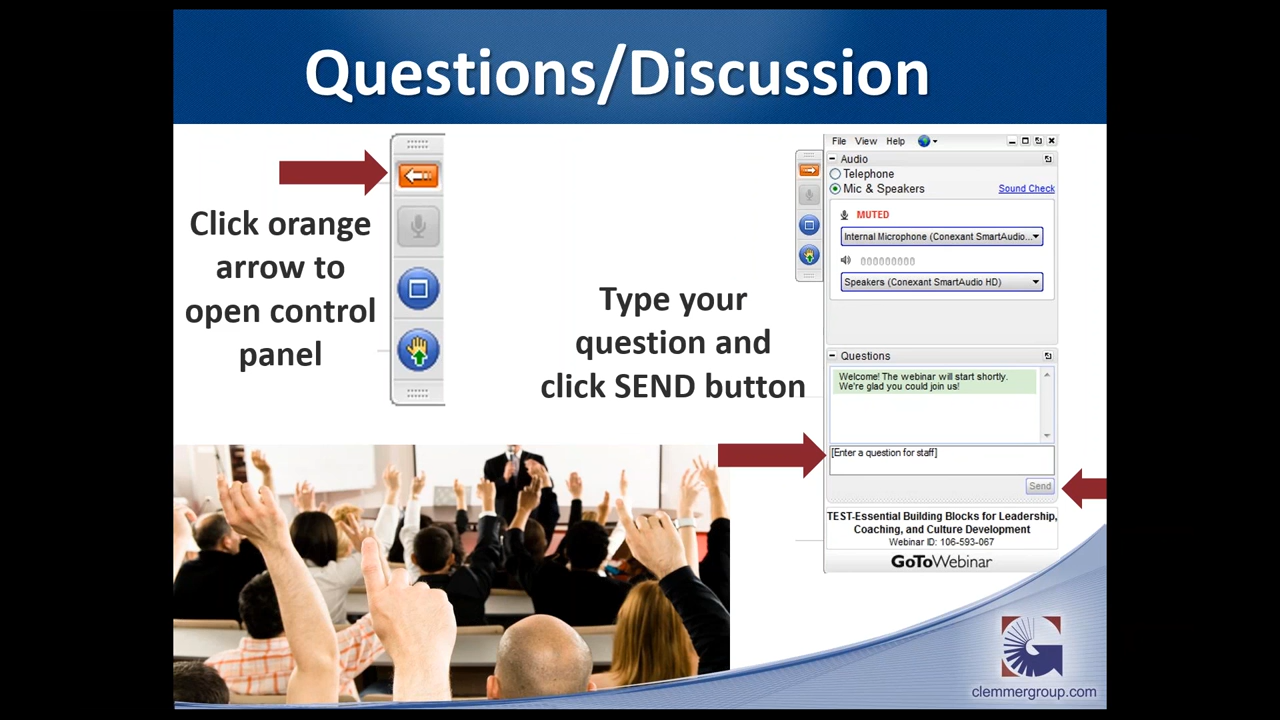 Questions/Discussion
Click orange
arrow to
open control
panel
Type your
question and
click SEND button
File View Help
Audio
Telephone
Mic & Speakers
Sound Check
MUTED
Internal Microphone (Conexant SmartAudio...
Speakers (Conexant SmartAudio HD)
Questions
Welcome! The webinar will start shortly.
We're glad you could join us!
[Enter a question for staff]
Send
TEST-Essential Building Blocks for Leadership,
Coaching, and Culture Development
Webinar ID: 106-593-067
GoToWebinar
clemmergroup.com